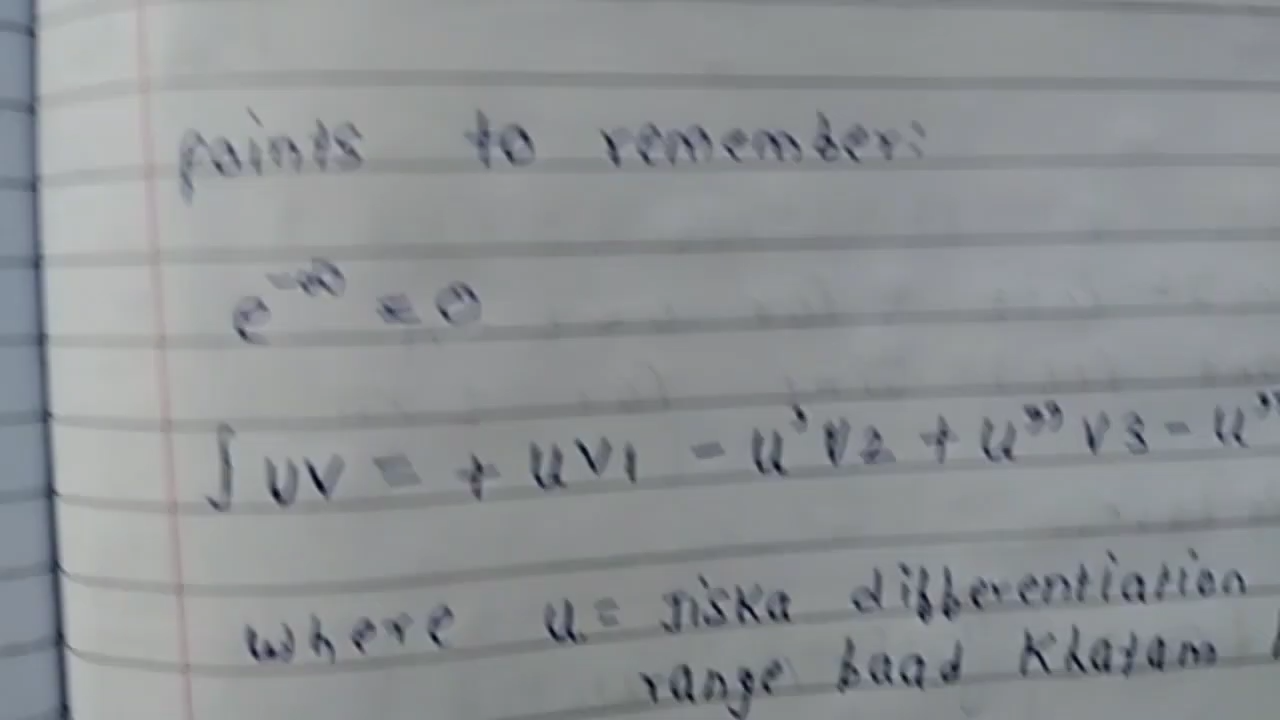 points to remember:
e^-∞ = 0
∫ uv = + uv1 - u'v2 + u''v3 - u''
where u = jiska differentiation
range baad khatam